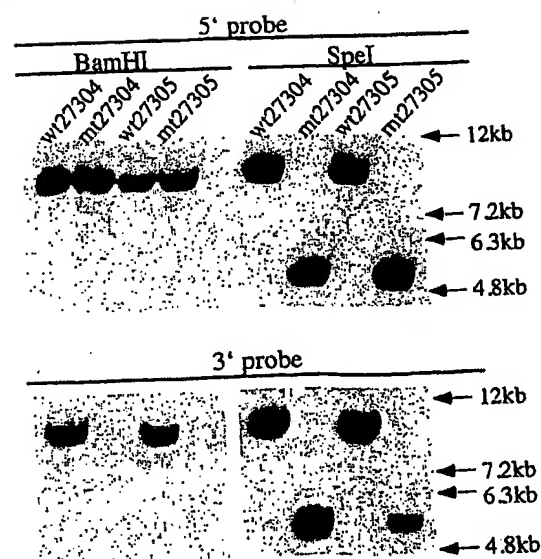 5‘ probe
BamHI SpeI
wt27304 mt27304 wt27305 mt27305 wt27304 mt27304 wt27305 mt27305
12kb
7.2kb
6.3kb
4.8kb
3‘ probe
12kb
7.2kb
6.3kb
4.8kb